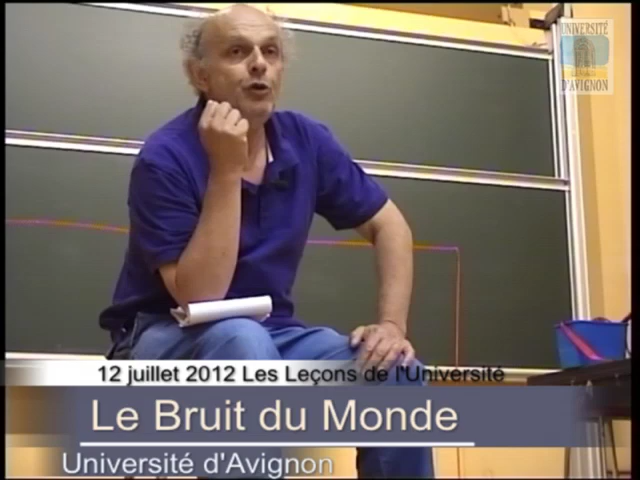 UNIVERSITÉ
D'AVIGNON
12 juillet 2012 Les Leçons de l'Université
Le Bruit du Monde
Université d'Avignon